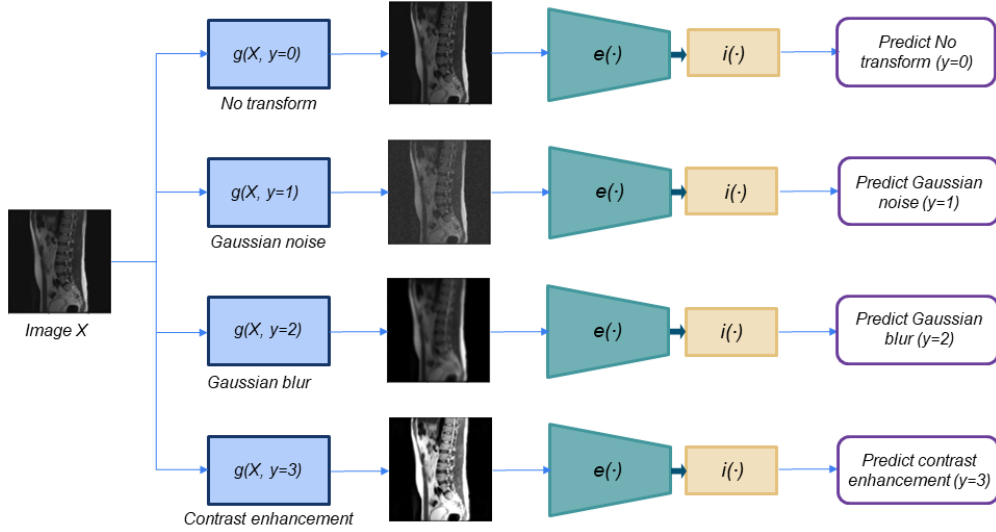 g(X, y=0)
No transform
e(·)
i(·)
Predict No
transform (y=0)
g(X, y=1)
Gaussian noise
e(·)
i(·)
Predict Gaussian
noise (y=1)
Image X
g(X, y=2)
Gaussian blur
e(·)
i(·)
Predict Gaussian
blur (y=2)
g(X, y=3)
Contrast enhancement
e(·)
i(·)
Predict contrast
enhancement (y=3)